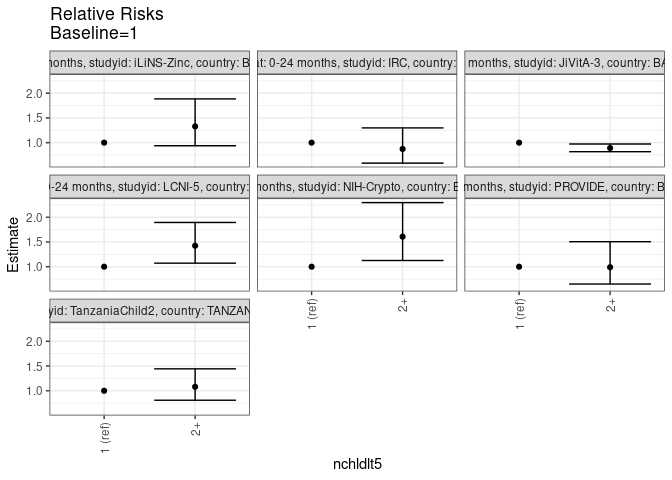 Relative Risks
Baseline=1
months, studyid: iLiNS-Zinc, country: B
at: 0-24 months, studyid: IRC, country:
months, studyid: JiVitA-3, country: BA
2.0
1.5
1.0
0-24 months, studyid: LCNI-5, country:
months, studyid: NIH-Crypto, country: B
months, studyid: PROVIDE, country: B
2.0
1.5
1.0
Estimate
yid: TanzaniaChild2, country: TANZAN
2.0
1.5
1.0
1 (ref)
2+
1 (ref)
2+
1 (ref)
2+
nchldlt5